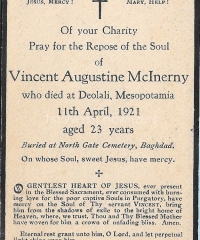 JESUS, MERCY! MARY, HELP!
Of your Charity
Pray for the Repose of the Soul
of
Vincent Augustine McInerny
who died at Deolali, Mesopotamia
11th April, 1921
aged 23 years
Buried at North Gate Cemetery, Baghdad.
On whose Soul, sweet Jesus, have mercy.
GENTLEST HEART OF JESUS, ever present
in the Blessed Sacrament, ever consumed with burn-
ing love for the poor captive Souls in Purgatory, have
mercy on the Soul of Thy servant VINCENT, bring
him from the shadows of exile to the bright home of
Heaven, where, we trust, Thou and Thy Blessed Mother
have woven for him a crown of unfading bliss. Amen.
Eternal rest grant unto him, O Lord, and let perpetual
light shine upon him.